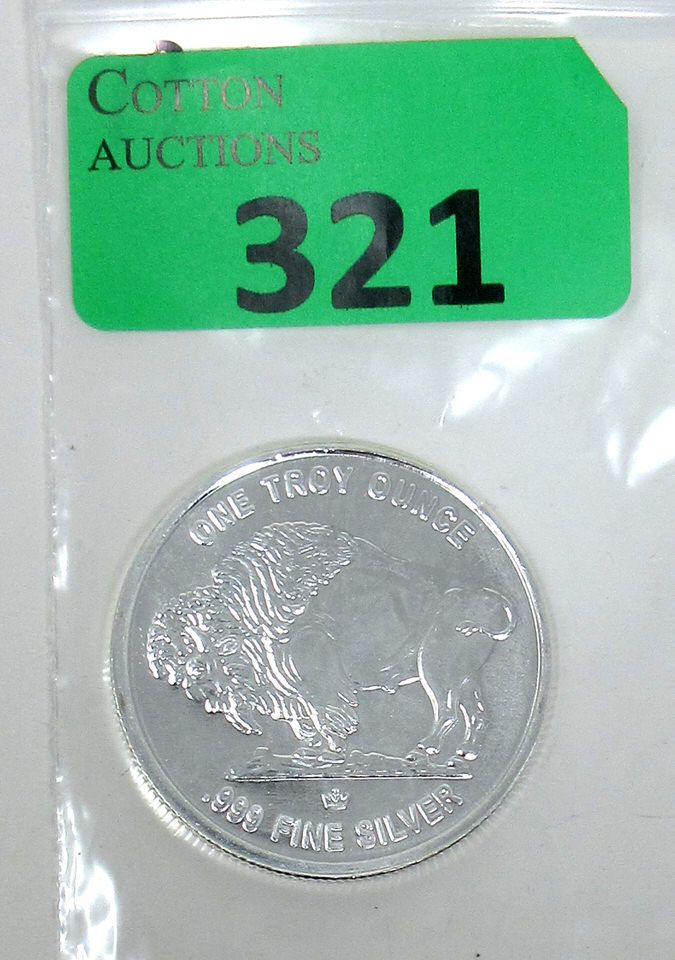 COTTON
AUCTIONS
321
ONE TROY OUNCE
.999 FINE SILVER